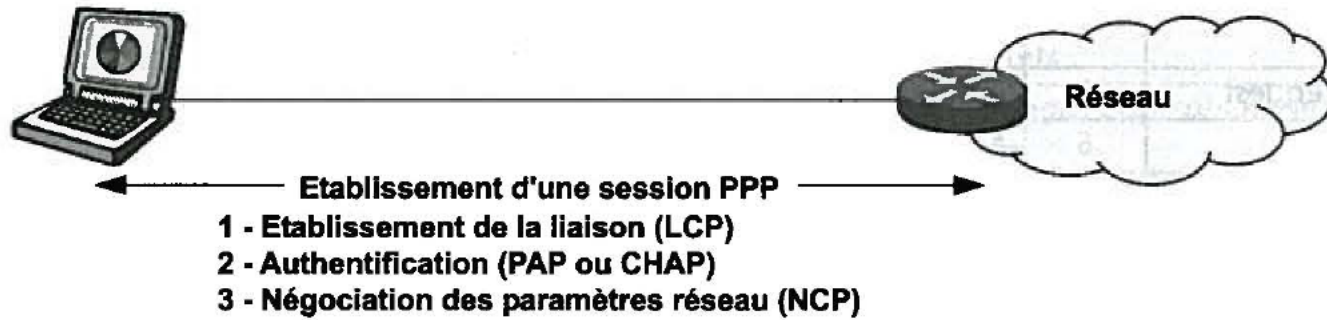 Réseau
Etablissement d'une session PPP
1 - Etablissement de la liaison (LCP)
2 - Authentification (PAP ou CHAP)
3 - Négociation des paramètres réseau (NCP)